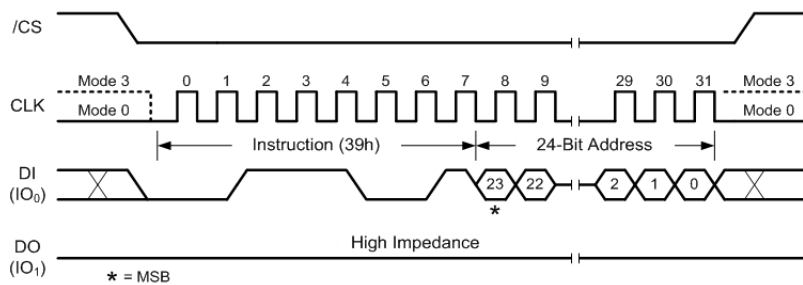 /CS
Mode 3 0 1 2 3 4 5 6 7 8 9 29 30 31 Mode 3
CLK Mode 0 Mode 0
Instruction (39h) 24-Bit Address
DI
(IO₀) 23 22 2 1 0
*
DO High Impedance
(IO₁)
* = MSB